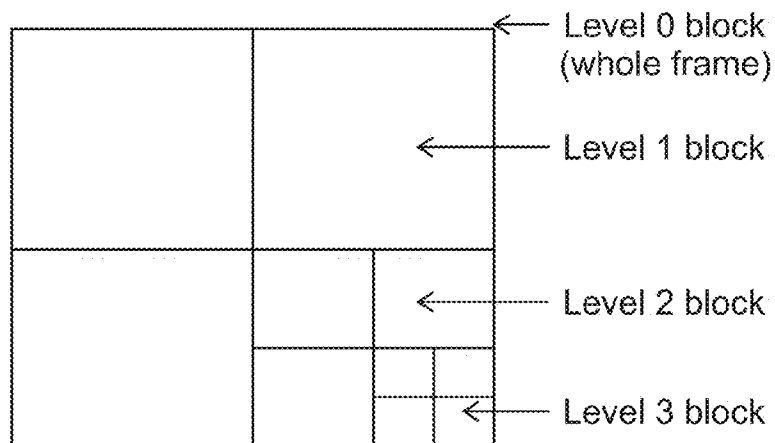 Level 0 block
(whole frame)
Level 1 block
Level 2 block
Level 3 block